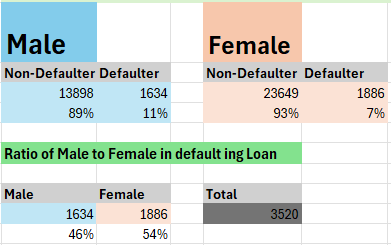 Male Female
Non-Defaulter Defaulter Non-Defaulter Defaulter
13898 1634 23649 1886
89% 11% 93% 7%
Ratio of Male to Female in default ing Loan
Male Female Total
1634 1886 3520
46% 54%